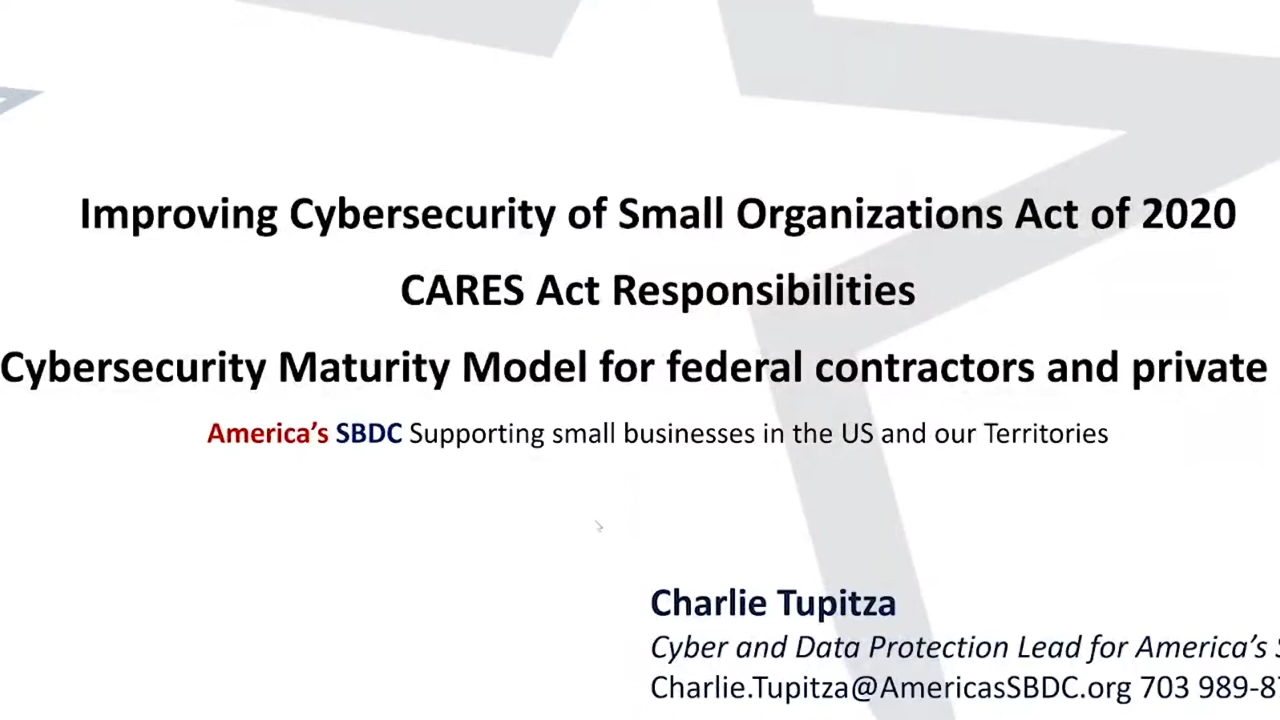 Improving Cybersecurity of Small Organizations Act of 2020
CARES Act Responsibilities
Cybersecurity Maturity Model for federal contractors and private
America's SBDC Supporting small businesses in the US and our Territories
Charlie Tupitza
Cyber and Data Protection Lead for America's
Charlie.Tupitza@AmericasSBDC.org 703 989-8